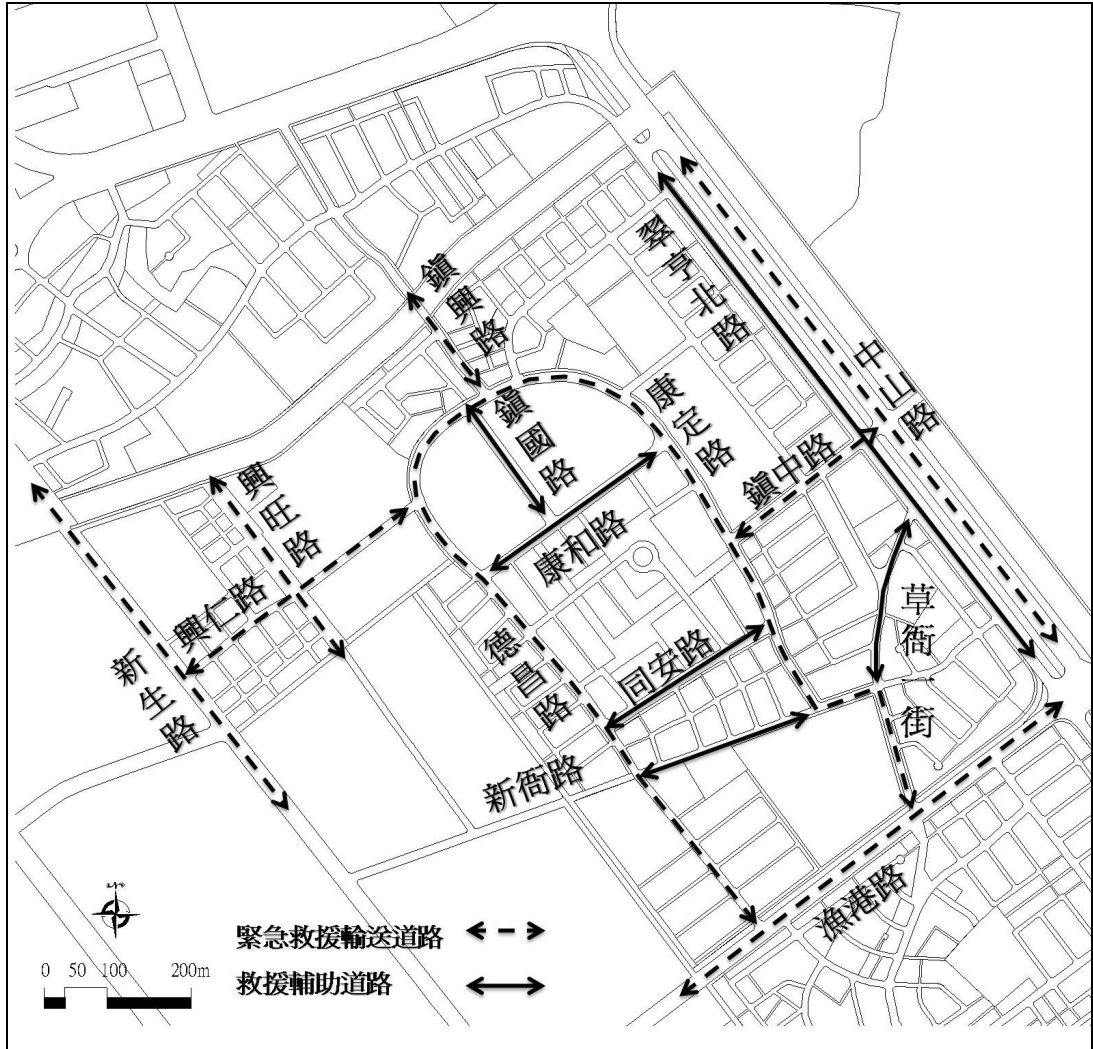 翠亨北路
鎮興路
中山路
康定路
鎮國路
鎮中路
興旺路
康和路
興仁路
草衙一街
同安路
德昌路
新生路
新衙路
漁港路
N
緊急救援輸送道路
救援輔助道路
0 50 100 200m